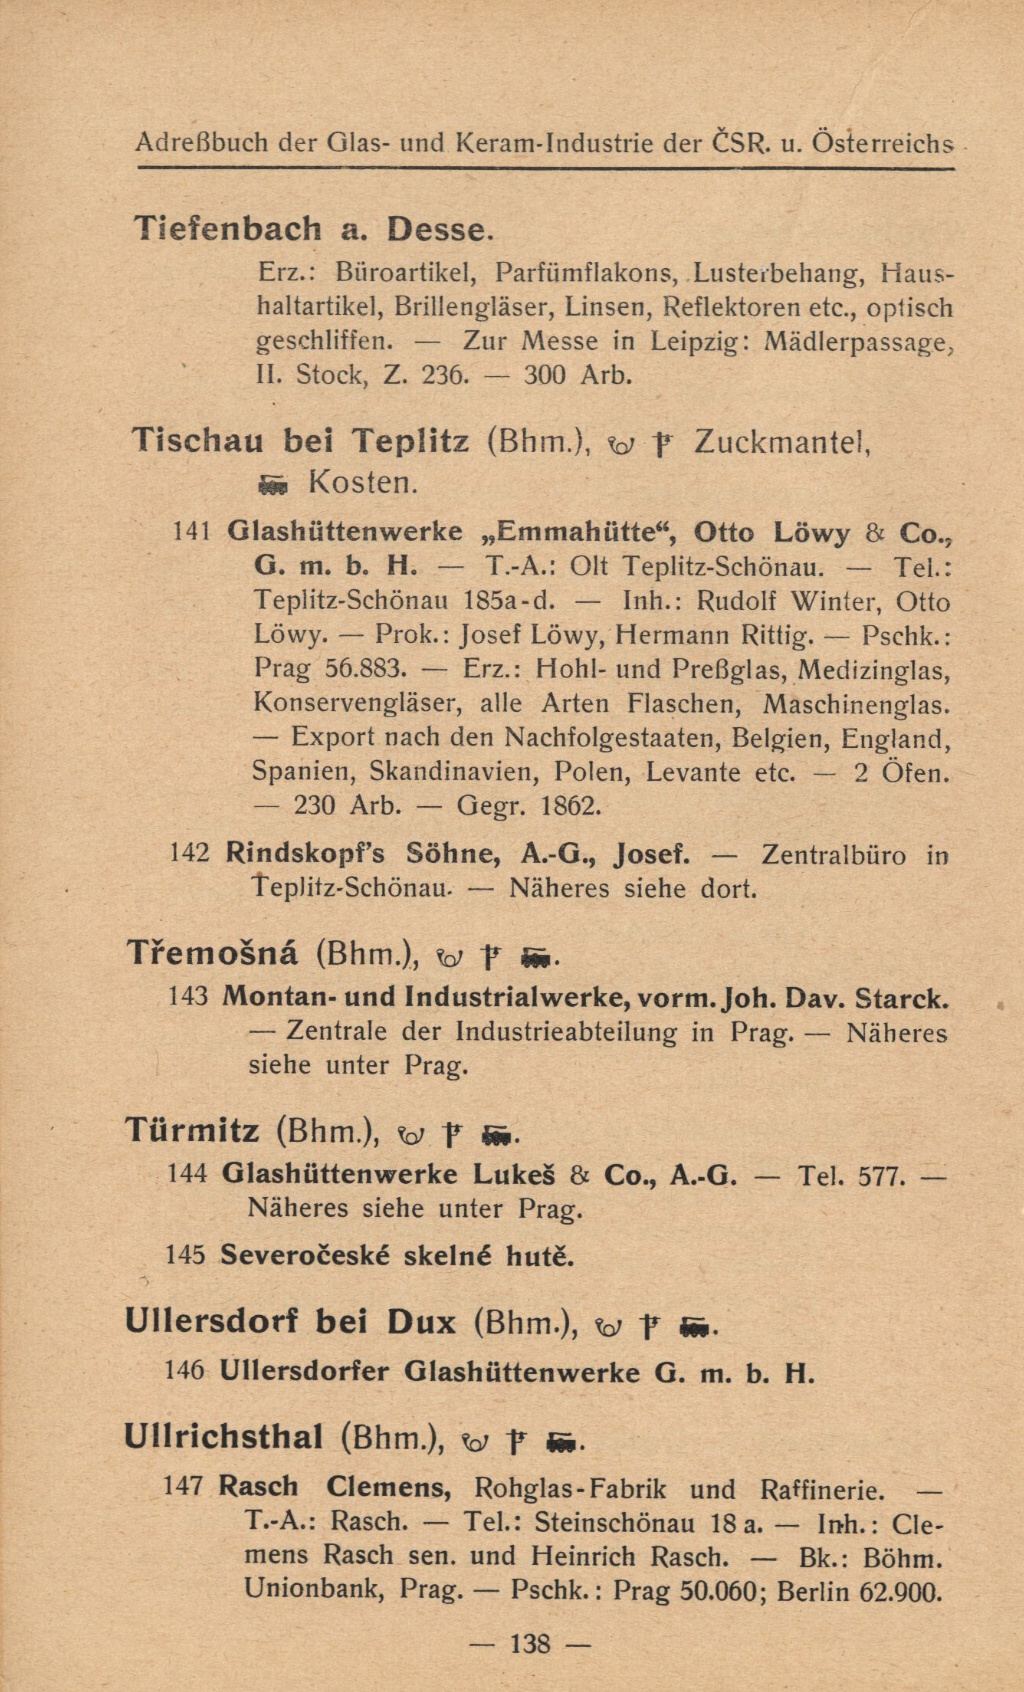 Adreßbuch der Glas- und Keram-Industrie der ČSR. u. Österreichs
Tiefenbach a. Desse.
Erz.: Büroartikel, Parfümflakons, Lusterbehang, Haus-
haltartikel, Brillengläser, Linsen, Reflektoren etc., optisch
geschliffen. — Zur Messe in Leipzig: Mädlerpassage,
II. Stock, Z. 236. — 300 Arb.
Tischau bei Teplitz (Bhm.), Zuckmantel,
Kosten.
141 Glashüttenwerke „Emmahütte“, Otto Löwy & Co.,
G. m. b. H. — T.-A.: Olt Teplitz-Schönau. — Tel.:
Teplitz-Schönau 185a-d. — Inh.: Rudolf Winter, Otto
Löwy. — Prok.: Josef Löwy, Hermann Rittig. — Pschk.:
Prag 56.883. — Erz.: Hohl- und Preßglas, Medizinglas,
Konservengläser, alle Arten Flaschen, Maschinenglas.
— Export nach den Nachfolgestaaten, Belgien, England,
Spanien, Skandinavien, Polen, Levante etc. — 2 Öfen.
— 230 Arb. — Gegr. 1862.
142 Rindskopf's Söhne, A.-G., Josef. — Zentralbüro in
Teplitz-Schönau. — Näheres siehe dort.
Třemošná (Bhm.), .
143 Montan- und Industrialwerke, vorm. Joh. Dav. Starck.
— Zentrale der Industrieabteilung in Prag. — Näheres
siehe unter Prag.
Türmitz (Bhm.), .
144 Glashüttenwerke Lukeš & Co., A.-G. — Tel. 577. —
Näheres siehe unter Prag.
145 Severočeské skelné hutě.
Ullersdorf bei Dux (Bhm.), .
146 Ullersdorfer Glashüttenwerke G. m. b. H.
Ullrichsthal (Bhm.), .
147 Rasch Clemens, Rohglas-Fabrik und Raffinerie. —
T.-A.: Rasch. — Tel.: Steinschönau 18 a. — Inh.: Cle-
mens Rasch sen. und Heinrich Rasch. — Bk.: Böhm.
Unionbank, Prag. — Pschk.: Prag 50.060; Berlin 62.900.
— 138 —